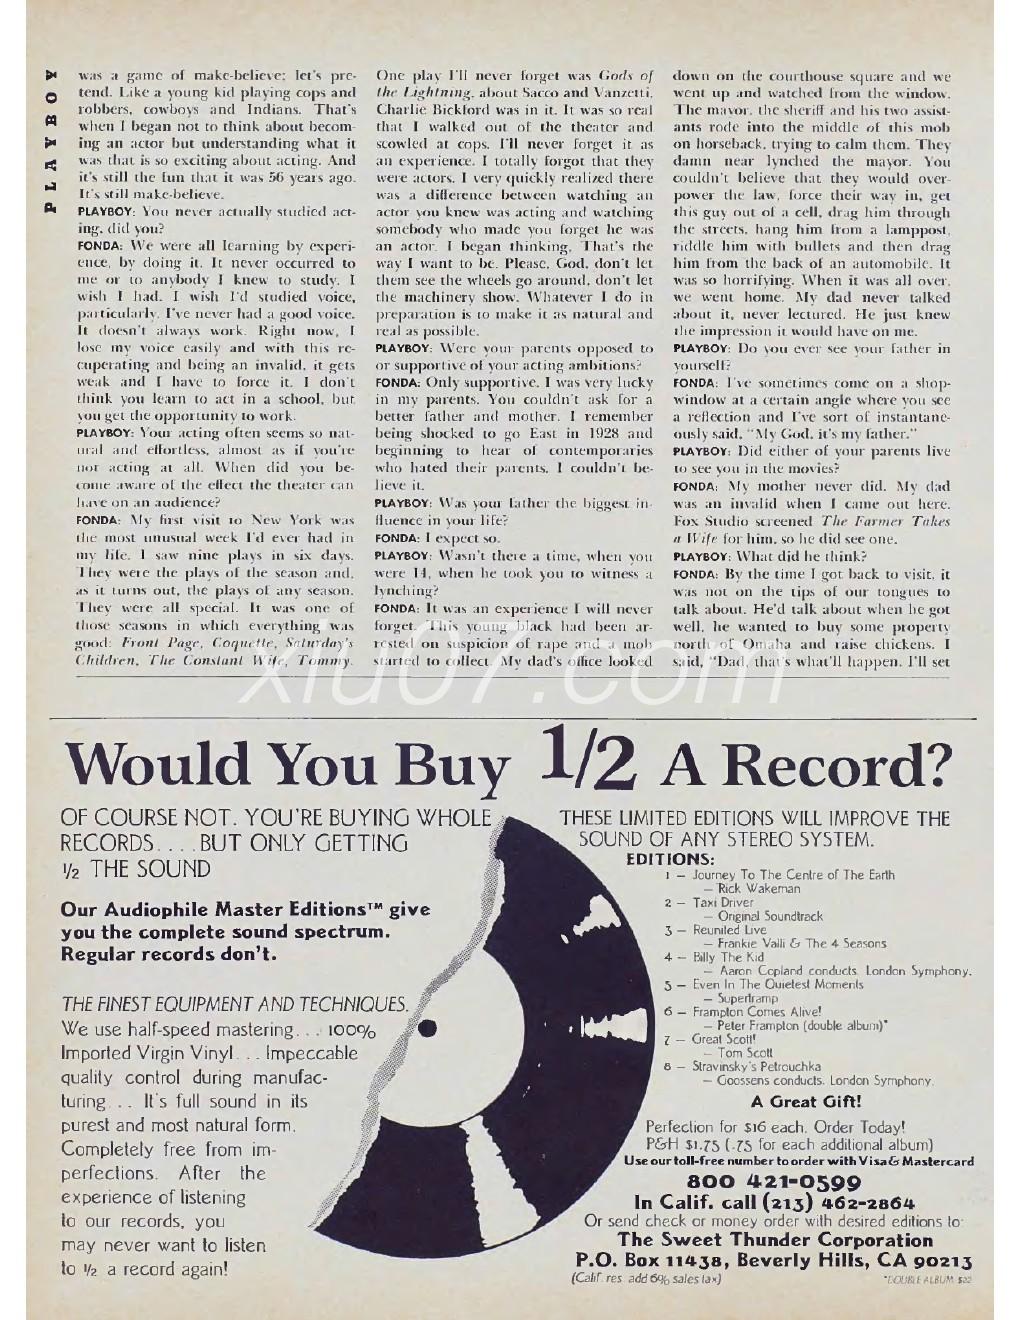 PLAYBOY
was a game of make-believe; let's pre-
tend. Like a young kid playing cops and
robbers, cowboys and Indians. That's
when I began not to think about becom-
ing an actor but understanding what it
was that is so exciting about acting. And
it's still the fun that it was 56 years ago.
It's still make-believe.
PLAYBOY: You never actually studied act-
ing, did you?
FONDA: We were all learning by experi-
ence, by doing it. It never occurred to
me or to anybody I knew to study. I
wish I had. I wish I'd studied voice,
particularly. I've never had a good voice.
It doesn't always work. Right now, I
lose my voice easily and with this re-
cuperating and being an invalid, it gets
weak and I have to force it. I don't
think you learn to act in a school, but
you get the opportunity to work.
PLAYBOY: Your acting often seems so nat-
ural and effortless, almost as if you're
not acting at all. When did you be-
come aware of the effect the theater can
have on an audience?
FONDA: My first visit to New York was
the most unusual week I'd ever had in
my life. I saw nine plays in six days.
They were the plays of the season and,
as it turns out, the plays of any season.
They were all special. It was one of
those seasons in which everything was
good: Front Page, Coquette, Saturday's
Children, The Constant Wife, Tommy.
One play I'll never forget was Gods of
the Lightning, about Sacco and Vanzetti.
Charlie Bickford was in it. It was so real
that I walked out of the theater and
scowled at cops. I'll never forget it as
an experience. I totally forgot that they
were actors. I very quickly realized there
was a difference between watching an
actor you knew was acting and watching
somebody who made you forget he was
an actor. I began thinking, That's the
way I want to be. Please, God, don't let
them see the wheels go around, don't let
the machinery show. Whatever I do in
preparation is to make it as natural and
real as possible.
PLAYBOY: Were your parents opposed to
or supportive of your acting ambitions?
FONDA: Only supportive. I was very lucky
in my parents. You couldn't ask for a
better father and mother. I remember
being shocked to go East in 1928 and
beginning to hear of contemporaries
who hated their parents. I couldn't be-
lieve it.
PLAYBOY: Was your father the biggest in-
fluence in your life?
FONDA: I expect so.
PLAYBOY: Wasn't there a time, when you
were 14, when he took you to witness a
lynching?
FONDA: It was an experience I will never
forget. This young black had been ar-
rested on suspicion of rape and a mob
started to collect. My dad's office looked
down on the courthouse square and we
went up and watched from the window.
The mayor, the sheriff and his two assist-
ants rode into the middle of this mob
on horseback, trying to calm them. They
damn near lynched the mayor. You
couldn't believe that they would over-
power the law, force their way in, get
this guy out of a cell, drag him through
the streets, hang him from a lamppost,
riddle him with bullets and then drag
him from the back of an automobile. It
was so horrifying. When it was all over,
we went home. My dad never talked
about it, never lectured. He just knew
the impression it would have on me.
PLAYBOY: Do you ever see your father in
yourself?
FONDA: I've sometimes come on a shop-
window at a certain angle where you see
a reflection and I've sort of instantane-
ously said, "My God, it's my father."
PLAYBOY: Did either of your parents live
to see you in the movies?
FONDA: My mother never did. My dad
was an invalid when I came out here.
Fox Studio screened The Farmer Takes
a Wife for him, so he did see one.
PLAYBOY: What did he think?
FONDA: By the time I got back to visit, it
was not on the tips of our tongues to
talk about. He'd talk about when he got
well, he wanted to buy some property
north of Omaha and raise chickens. I
said, "Dad, that's what'll happen. I'll set
xiu07.com
Would You Buy 1/2 A Record?
OF COURSE NOT. YOU'RE BUYING WHOLE
RECORDS. . . . BUT ONLY GETTING
1/2 THE SOUND
Our Audiophile Master Editions™ give
you the complete sound spectrum.
Regular records don't.
THE FINEST EQUIPMENT AND TECHNIQUES.
We use half-speed mastering. . . 100%
Imported Virgin Vinyl. . . Impeccable
quality control during manufac-
turing. . . It's full sound in its
purest and most natural form.
Completely free from im-
perfections. After the
experience of listening
to our records, you
may never want to listen
to 1/2 a record again!
THESE LIMITED EDITIONS WILL IMPROVE THE
SOUND OF ANY STEREO SYSTEM.
EDITIONS:
1 — Journey To The Centre of The Earth
— Rick Wakeman
2 — Taxi Driver
— Original Soundtrack
3 — Reunited Live
— Frankie Valli & The 4 Seasons
4 — Billy The Kid
— Aaron Copland conducts. London Symphony.
5 — Even In The Quietest Moments
— Supertramp
6 — Frampton Comes Alive!
— Peter Frampton (double album)*
7 — Great Scott!
— Tom Scott
8 — Stravinsky's Petrouchka
— Goossens conducts. London Symphony.
A Great Gift!
Perfection for $16 each. Order Today!
P&H $1.75 (.75 for each additional album)
Use our toll-free number to order with Visa & Mastercard
800 421-0599
In Calif. call (213) 462-2864
Or send check or money order with desired editions to:
The Sweet Thunder Corporation
P.O. Box 11438, Beverly Hills, CA 90213
(Calif. res. add 6% sales tax)
*DOUBLE ALBUM $22